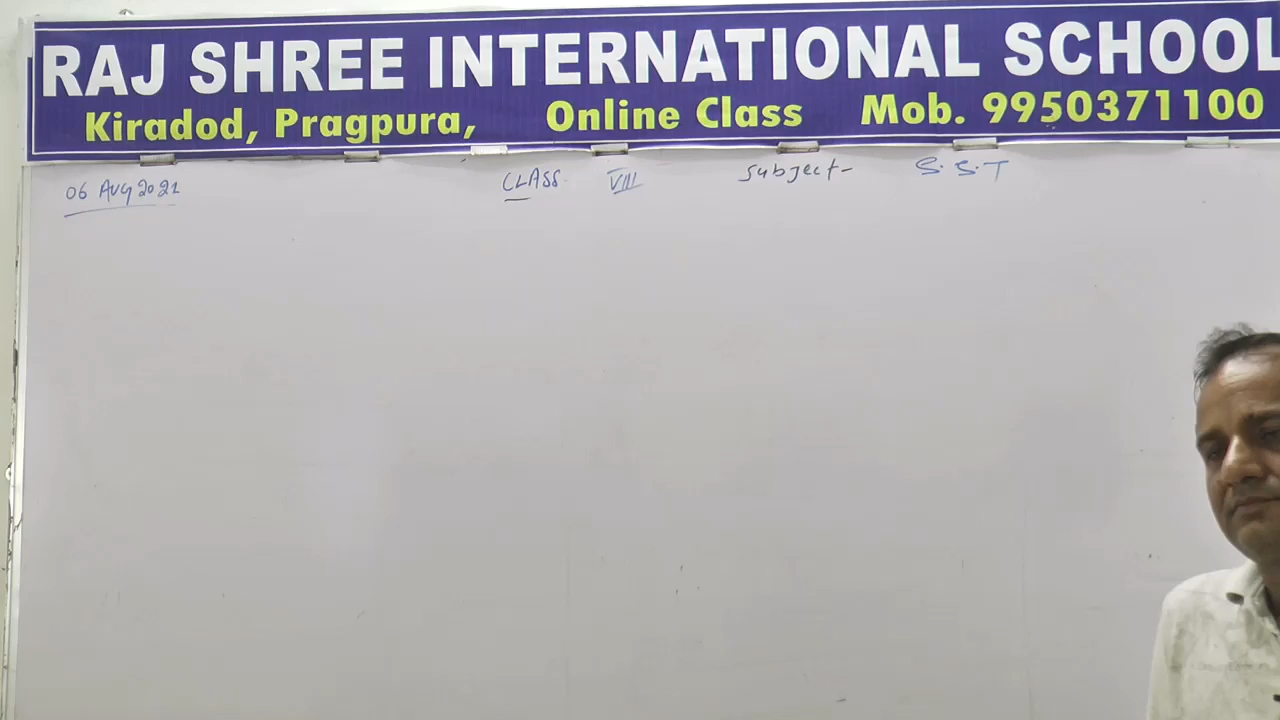 RAJ SHREE INTERNATIONAL SCHOOL
Kiradod, Pragpura, Online Class Mob. 9950371100
06 AUG 2021 CLASS. VIII Subject- S.S.T